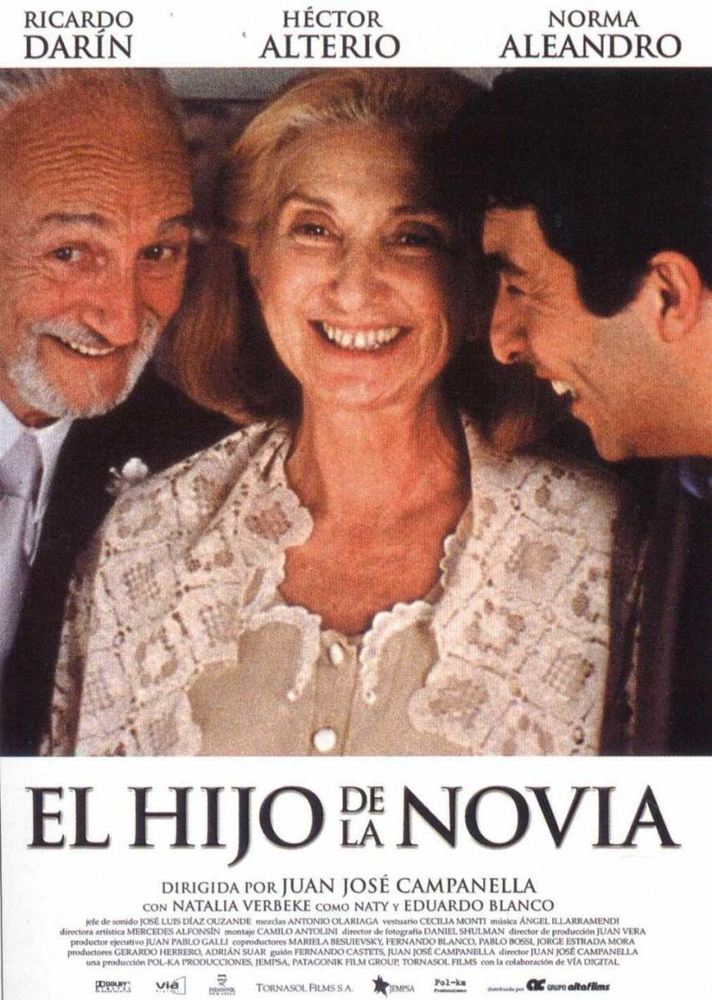 RICARDO DARÍN
HÉCTOR ALTERIO
NORMA ALEANDRO
EL HIJO DE LA NOVIA
DIRIGIDA POR JUAN JOSÉ CAMPANELLA
CON NATALIA VERBEKE COMO NATY Y EDUARDO BLANCO
jefe de sonido JOSÉ LUIS DÍAZ OUZANDE mezclas ANTONIO OLARIAGA vestuario CECILIA MONTI música ÁNGEL ILLARRAMENDI
directora artística MERCEDES ALFONSÍN montaje CAMILO ANTOLINI director de fotografía DANIEL SHULMAN director de producción JUAN VERA
productor ejecutivo JUAN PABLO GALLI coproductores MARIELA BESUIEVSKY, FERNANDO BLANCO, PABLO BOSSI, JORGE ESTRADA MORA
productores GERARDO HERRERO, ADRIÁN SUAR guión FERNANDO CASTETS, JUAN JOSÉ CAMPANELLA director JUAN JOSÉ CAMPANELLA
una producción POL-KA PRODUCCIONES, JEMPSA, PATAGONIK FILM GROUP, TORNASOL FILMS con la colaboración de VÍA DIGITAL
DOLBY DIGITAL vía DIGITAL PATAGONIK FILM GROUP TORNASOL FILMS S.A. JEMPSA Pol-ka Producciones distribuida por GRUPO altafilms